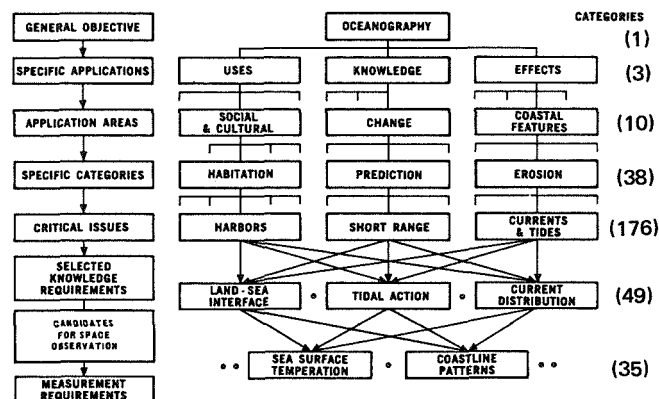 CATEGORIES
GENERAL OBJECTIVE
OCEANOGRAPHY
(1)
SPECIFIC APPLICATIONS
USES
KNOWLEDGE
EFFECTS
(3)
APPLICATION AREAS
SOCIAL
& CULTURAL
CHANGE
COASTAL
FEATURES
(10)
SPECIFIC CATEGORIES
HABITATION
PREDICTION
EROSION
(38)
CRITICAL ISSUES
HARBORS
SHORT RANGE
CURRENTS
& TIDES
(176)
SELECTED
KNOWLEDGE
REQUIREMENTS
LAND-SEA
INTERFACE
TIDAL ACTION
CURRENT
DISTRIBUTION
(49)
CANDIDATES
FOR SPACE
OBSERVATION
SEA SURFACE
TEMPERATION
COASTLINE
PATTERNS
(35)
MEASUREMENT
REQUIREMENTS